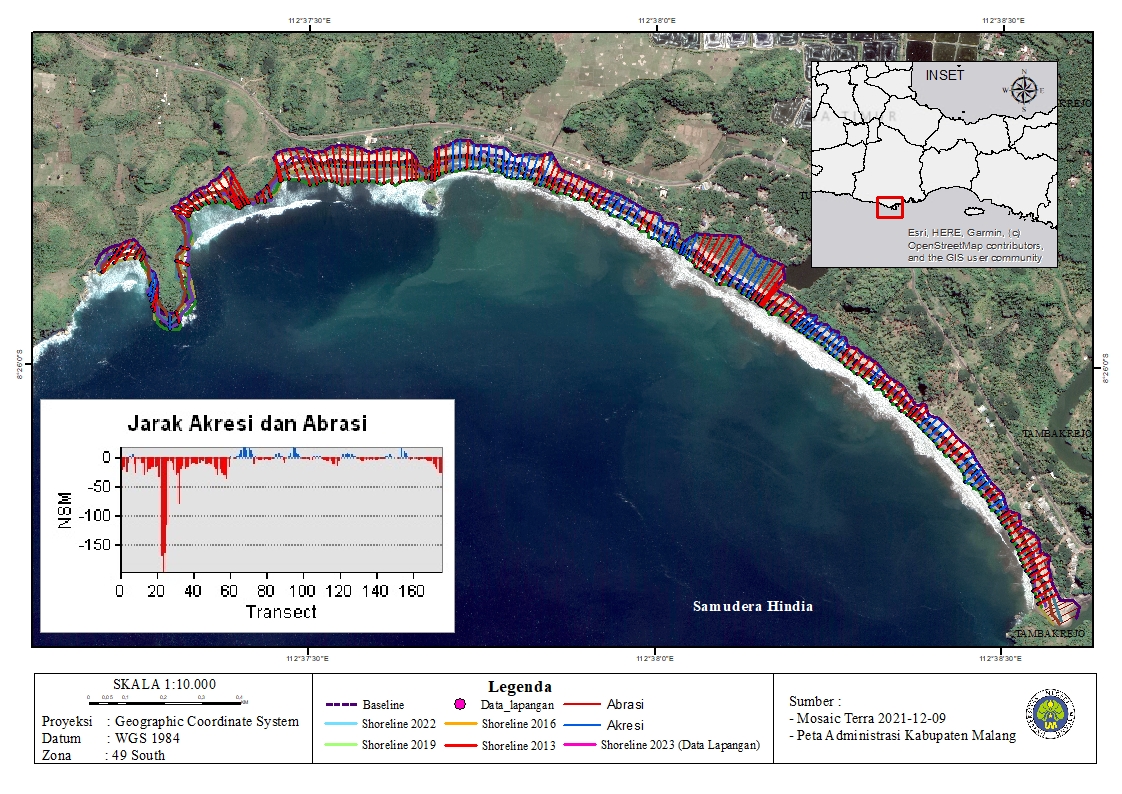 112°37'30"E
112°38'0"E
112°38'30"E
INSET
N
W
E
S
AKREJO
8°26'0"S
8°26'0"S
Esri, HERE, Garmin, (c)
OpenStreetMap contributors,
and the GIS user community
TAMBAKREJO
Jarak Akresi dan Abrasi
NSM
0
-50
-100
-150
0 20 40 60 80 100 120 140 160
Transect
Samudera Hindia
TAMBAKREJO
112°37'30"E
112°38'0"E
112°38'30"E
SKALA 1:10.000
0 0,05 0,1 0,2 0,3 0,4
KM
Proyeksi : Geographic Coordinate System
Datum : WGS 1984
Zona : 49 South
Legenda
Baseline
Data_lapangan
Abrasi
Shoreline 2022
Shoreline 2016
Akresi
Shoreline 2019
Shoreline 2013
Shoreline 2023 (Data Lapangan)
Sumber :
- Mosaic Terra 2021-12-09
- Peta Administrasi Kabupaten Malang